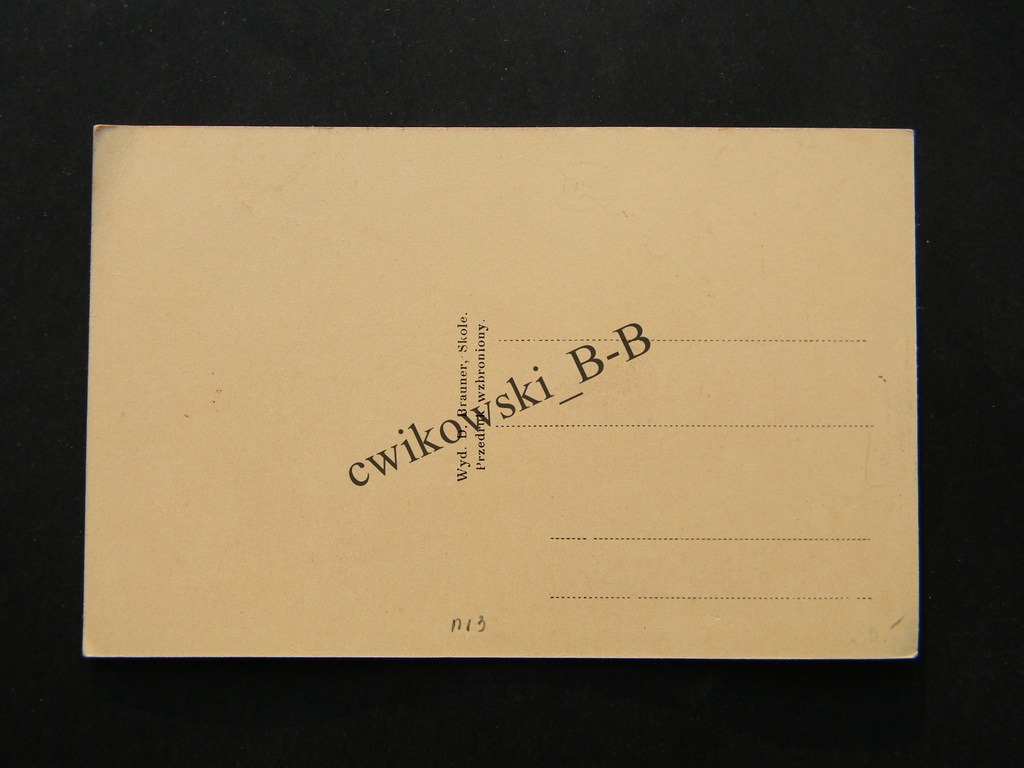 Wyd. B. Brauner, Skole.
Przedruk wzbroniony.
cwikowski_B-B
n13